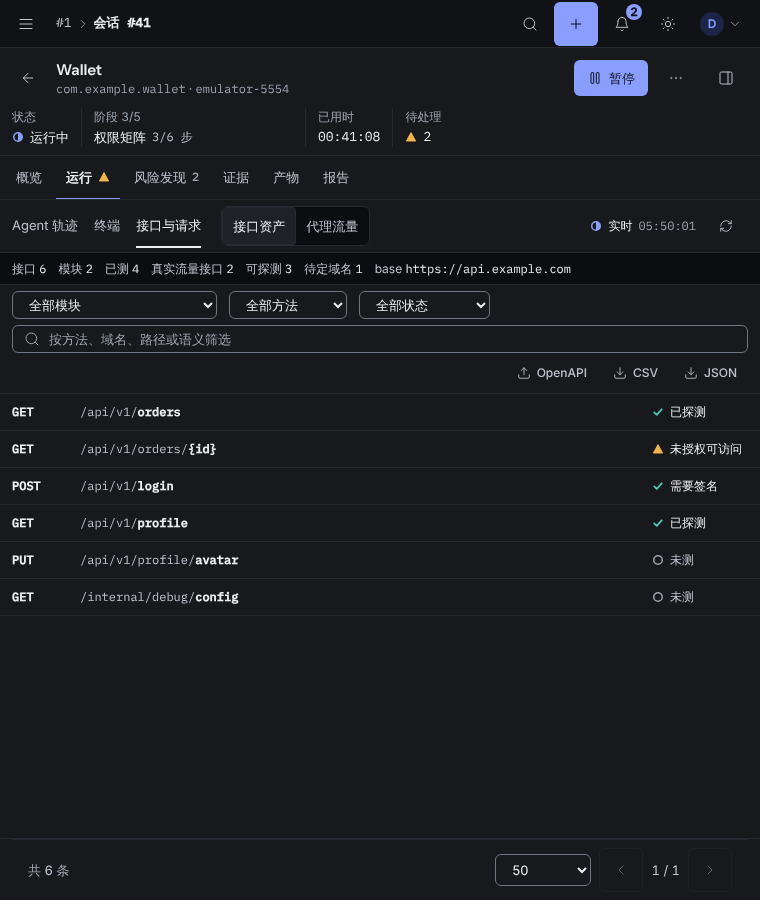 #1 会话 #41 2 D
Wallet
com.example.wallet · emulator-5554
暂停
状态 阶段 3/5 已用时 待处理
运行中 权限矩阵 3/6 步 00:41:08 2
概览 运行 风险发现 2 证据 产物 报告
Agent 轨迹 终端 接口与请求 接口资产 代理流量 实时 05:50:01
接口 6 模块 2 已测 4 真实流量接口 2 可探测 3 待定域名 1 base https://api.example.com
全部模块 全部方法 全部状态
按方法、域名、路径或语义筛选
OpenAPI CSV JSON
GET /api/v1/orders 已探测
GET /api/v1/orders/{id} 未授权可访问
POST /api/v1/login 需要签名
GET /api/v1/profile 已探测
PUT /api/v1/profile/avatar 未测
GET /internal/debug/config 未测
共 6 条 50 1 / 1